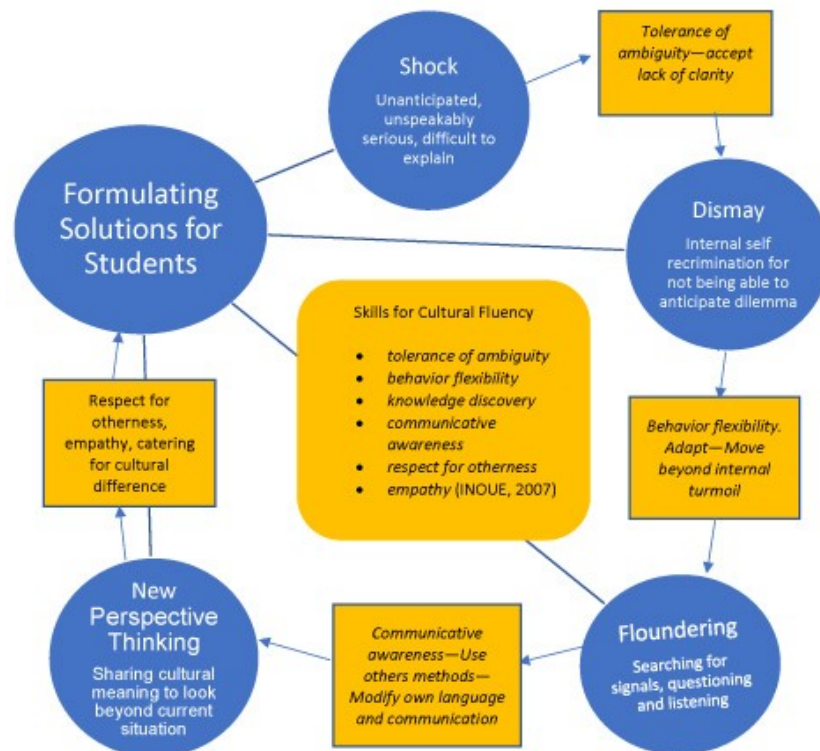 Shock
Unanticipated,
unspeakably
serious, difficult to
explain
Tolerance of
ambiguity—accept
lack of clarity
Formulating
Solutions for
Students
Dismay
Internal self
recrimination for
not being able to
anticipate dilemma
Skills for Cultural Fluency
• tolerance of ambiguity
• behavior flexibility
• knowledge discovery
• communicative
awareness
• respect for otherness
• empathy (INOUE, 2007)
Respect for
otherness,
empathy, catering
for cultural
difference
Behavior flexibility.
Adapt—Move
beyond internal
turmoil
New
Perspective
Thinking
Sharing cultural
meaning to look
beyond current
situation
Communicative
awareness—Use
others methods—
Modify own language
and communication
Floundering
Searching for
signals, questioning
and listening